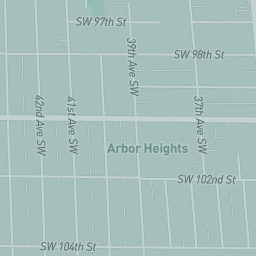 SW 97th St
39th Ave SW
SW 98th St
42nd Ave SW
41st Ave SW
37th Ave SW
Arbor Heights
SW 102nd St
SW 104th St